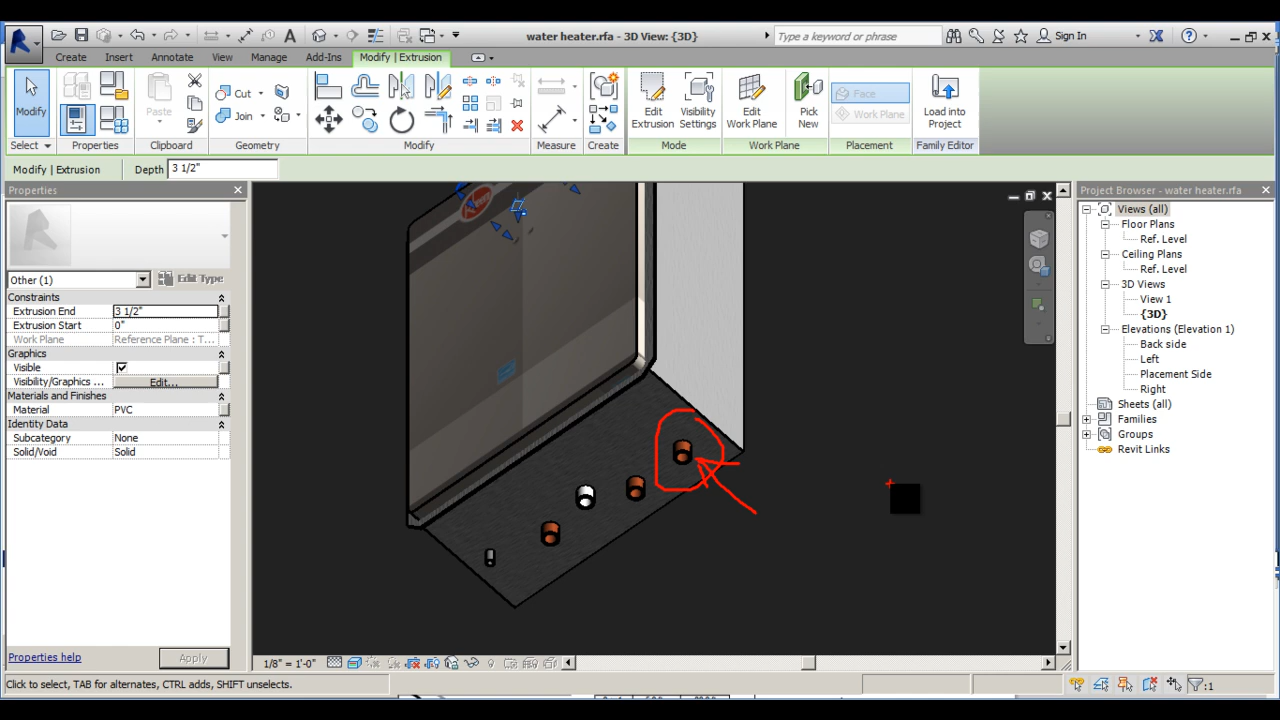 water heater.rfa - 3D View: {3D}
Type a keyword or phrase
Sign In
Create Insert Annotate View Manage Add-Ins Modify | Extrusion
Modify
Paste
Cut
Join
Edit Extrusion
Visibility Settings
Edit Work Plane
Pick New
Face
Work Plane
Load into Project
Select Properties Clipboard Geometry Modify Measure Create Mode Work Plane Placement Family Editor
Modify | Extrusion Depth 3 1/2"
Properties
Other (1) Edit Type
Constraints
Extrusion End 3 1/2"
Extrusion Start 0"
Work Plane Reference Plane : T...
Graphics
Visible
Visibility/Graphics ... Edit...
Materials and Finishes
Material PVC
Identity Data
Subcategory None
Solid/Void Solid
Properties help Apply
1/8" = 1'-0"
Click to select, TAB for alternates, CTRL adds, SHIFT unselects.
:1
Project Browser - water heater.rfa
Views (all)
Floor Plans
Ref. Level
Ceiling Plans
Ref. Level
3D Views
View 1
{3D}
Elevations (Elevation 1)
Back side
Left
Placement Side
Right
Sheets (all)
Families
Groups
Revit Links